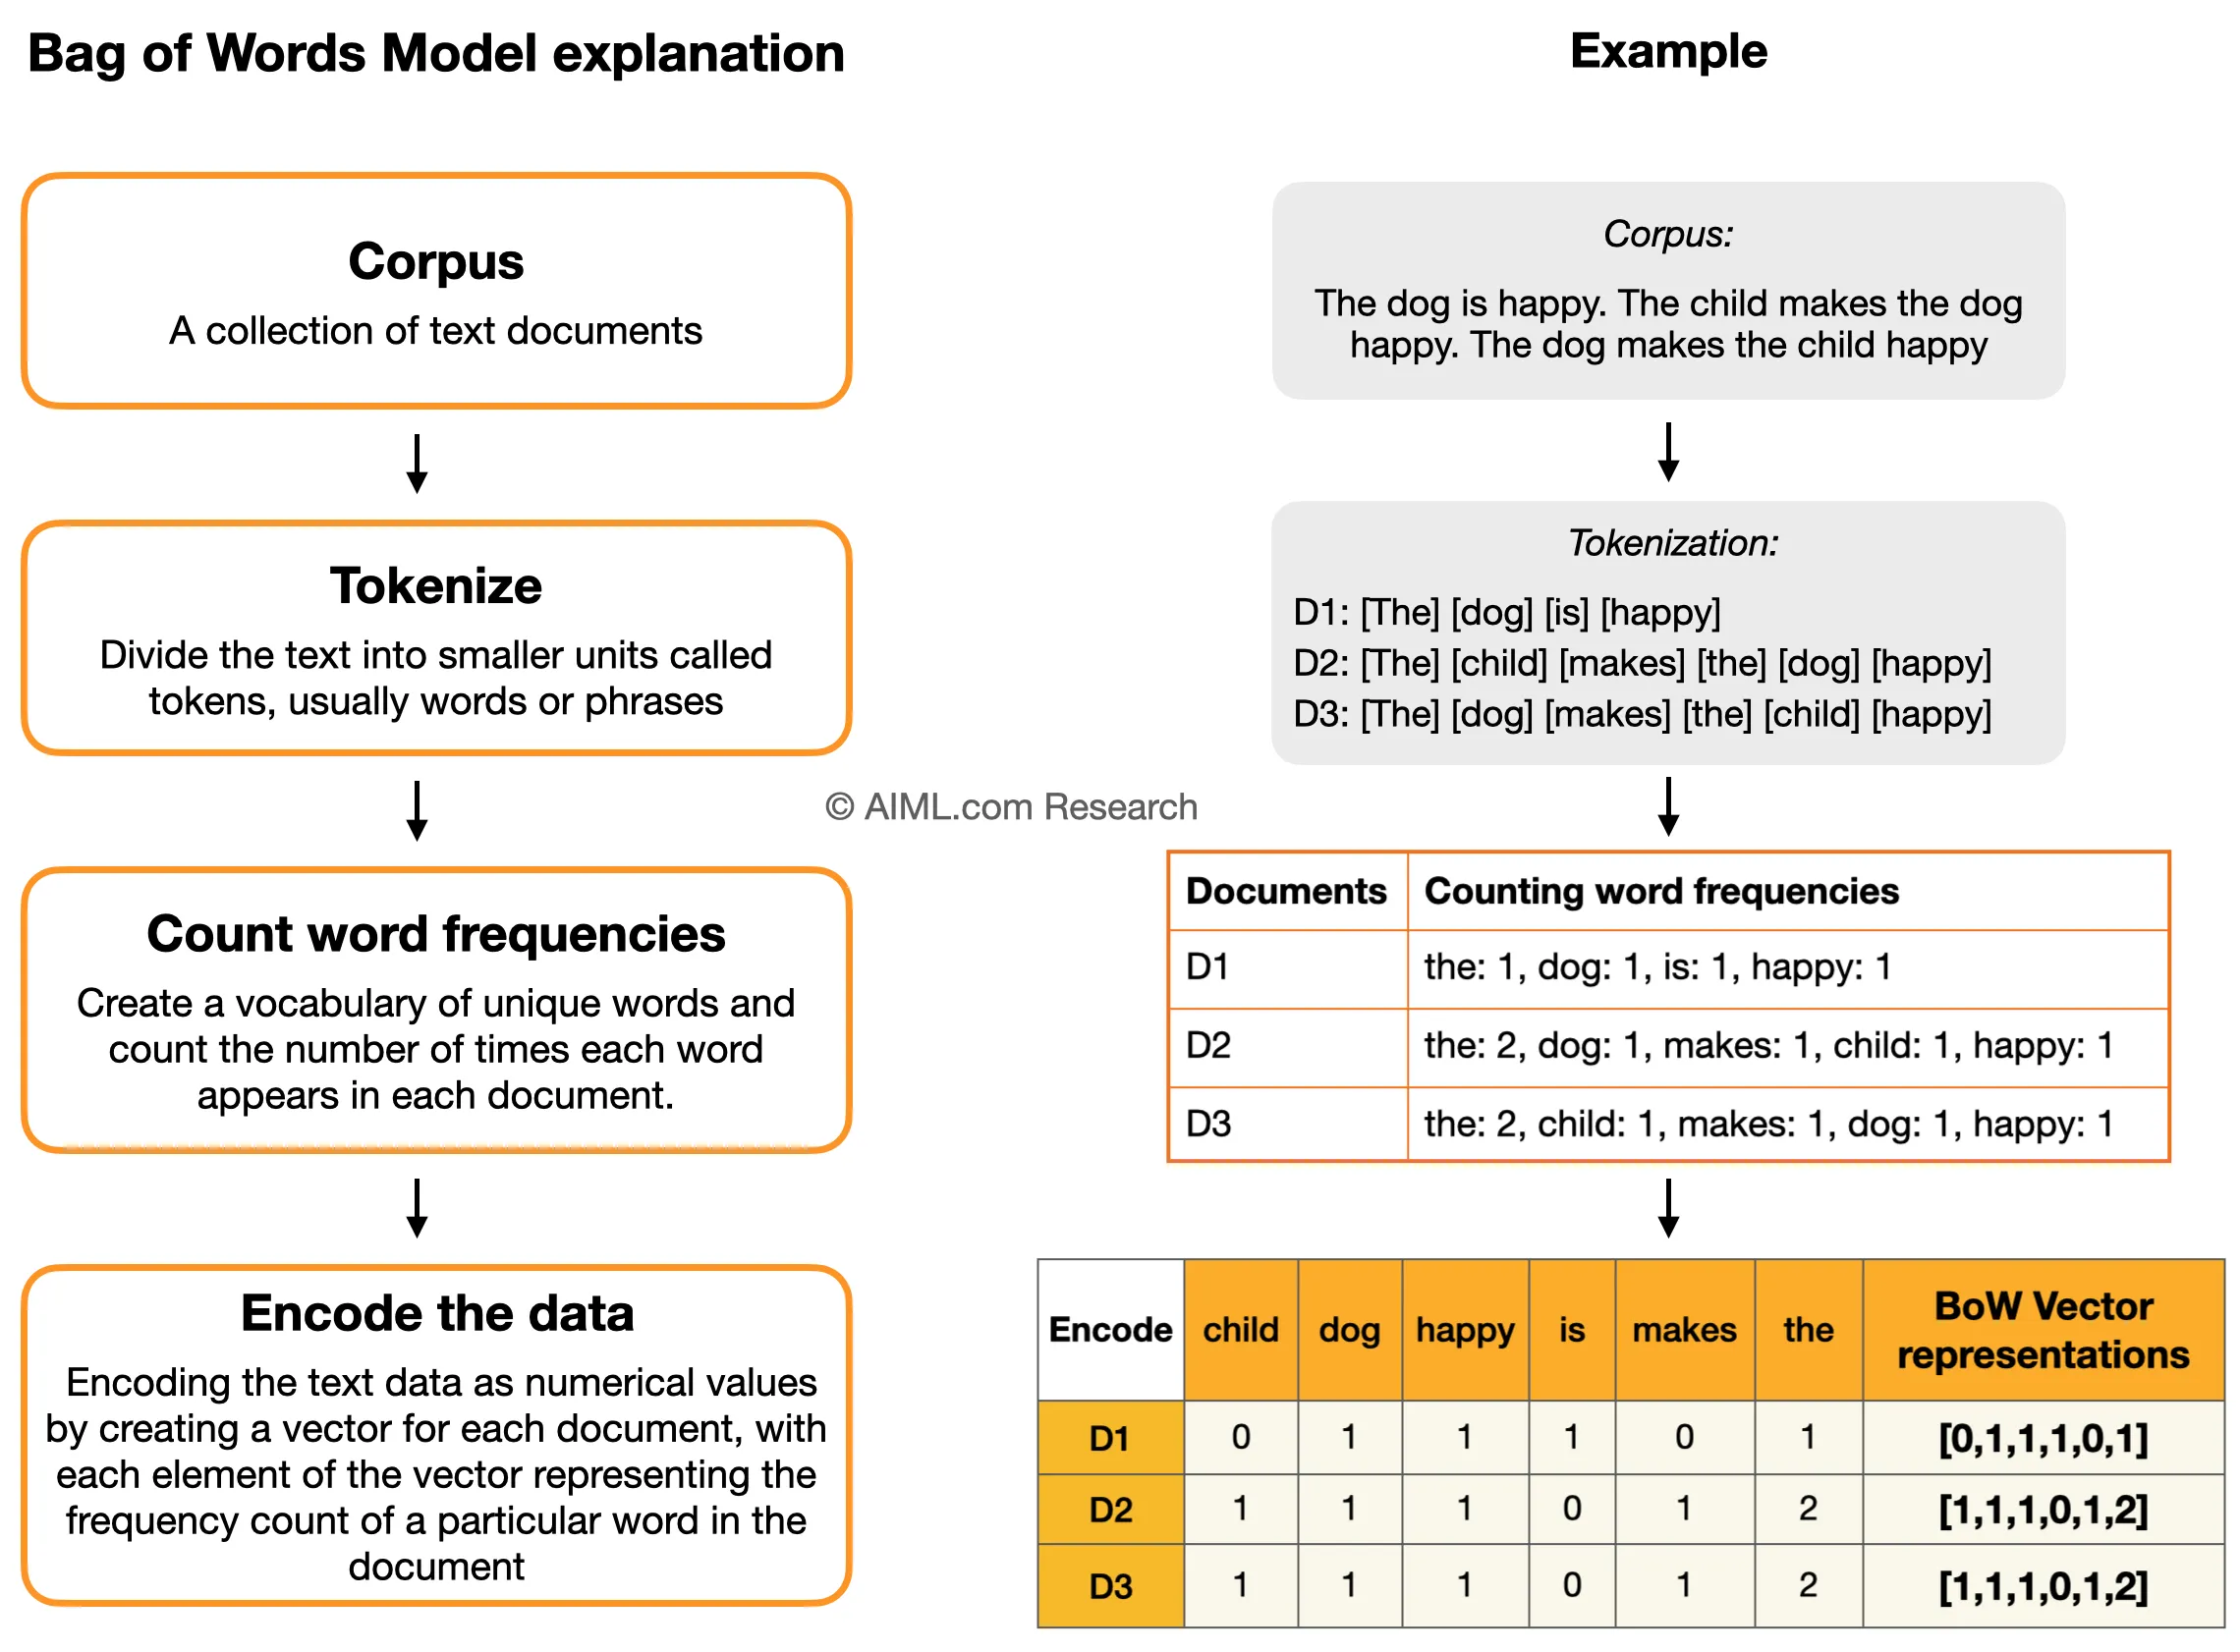 Bag of Words Model explanation
Corpus
A collection of text documents
Tokenize
Divide the text into smaller units called
tokens, usually words or phrases
Count word frequencies
Create a vocabulary of unique words and
count the number of times each word
appears in each document.
Encode the data
Encoding the text data as numerical values
by creating a vector for each document, with
each element of the vector representing the
frequency count of a particular word in the
document
© AIML.com Research
Example
Corpus:
The dog is happy. The child makes the dog
happy. The dog makes the child happy
Tokenization:
D1: [The] [dog] [is] [happy]
D2: [The] [child] [makes] [the] [dog] [happy]
D3: [The] [dog] [makes] [the] [child] [happy]
Documents Counting word frequencies
D1 the: 1, dog: 1, is: 1, happy: 1
D2 the: 2, dog: 1, makes: 1, child: 1, happy: 1
D3 the: 2, child: 1, makes: 1, dog: 1, happy: 1
Encode child dog happy is makes the BoW Vector
representations
D1 0 1 1 1 0 1 [0,1,1,1,0,1]
D2 1 1 1 0 1 2 [1,1,1,0,1,2]
D3 1 1 1 0 1 2 [1,1,1,0,1,2]